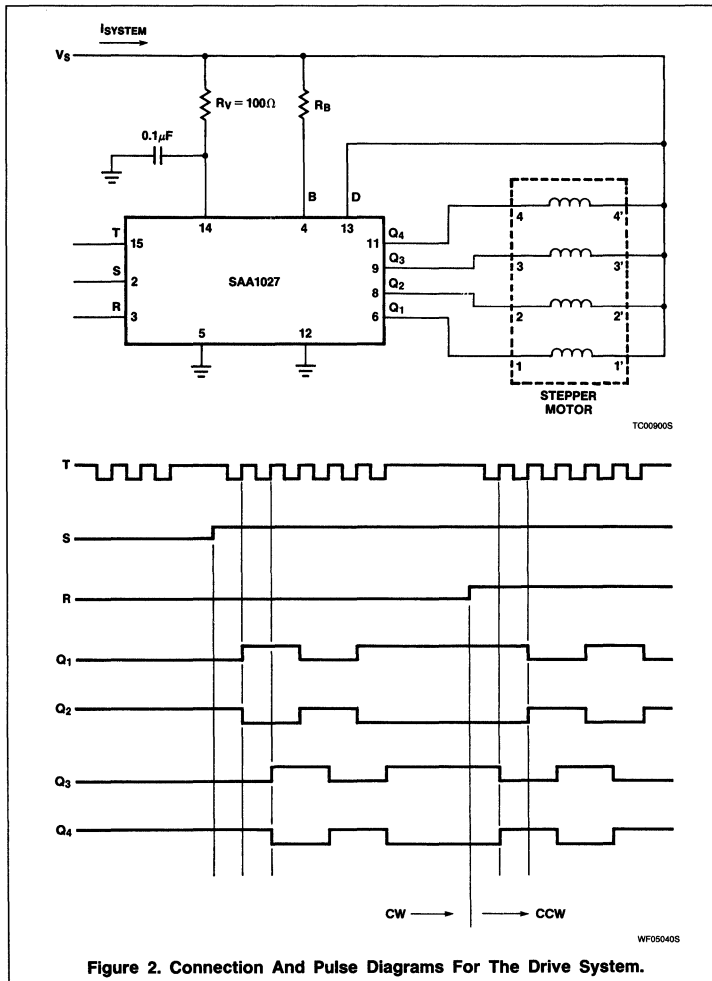 ISYSTEM
VS
RV = 100Ω
RB
0.1μF
B
D
14
4
13
T
15
S
2
R
3
SAA1027
5
12
11
Q4
9
Q3
8
Q2
6
Q1
4
4'
3
3'
2
2'
1
1'
STEPPER
MOTOR
TC00900S
T
S
R
Q1
Q2
Q3
Q4
CW
CCW
WF05040S
Figure 2. Connection And Pulse Diagrams For The Drive System.